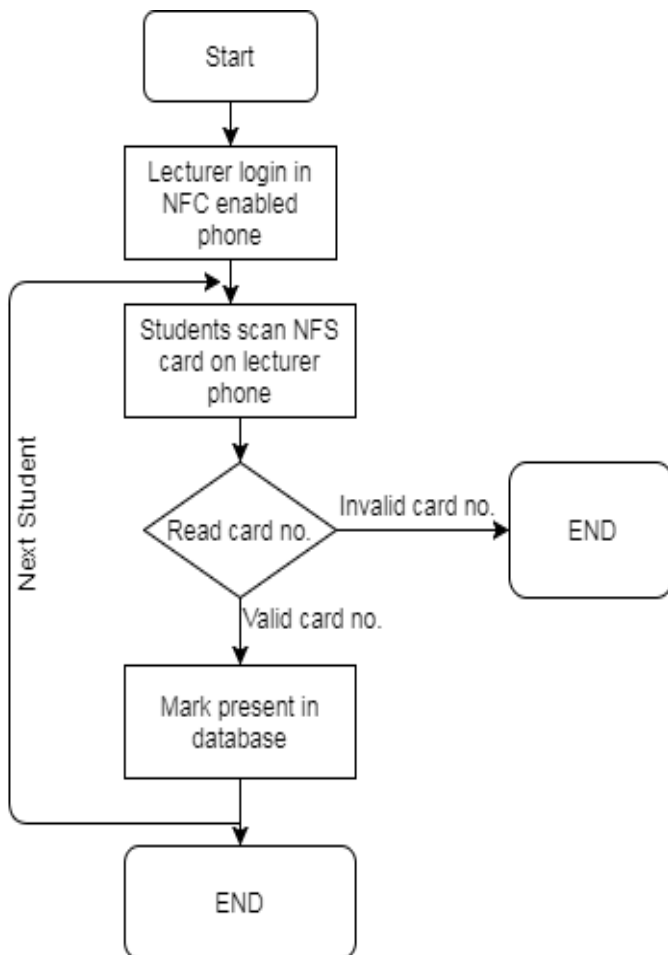 Start
Lecturer login in
NFC enabled
phone
Students scan NFS
card on lecturer
phone
Next Student
Read card no.
Invalid card no.
END
Valid card no.
Mark present in
database
END